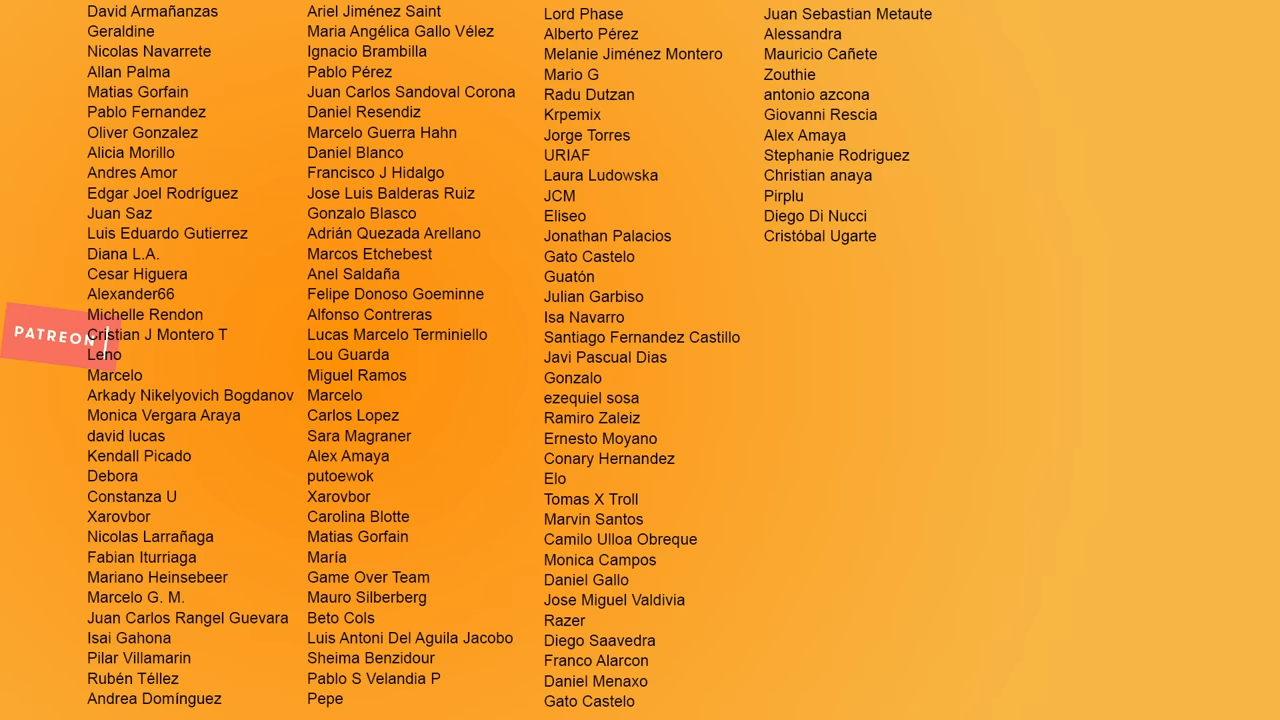 David Armañanzas
Geraldine
Nicolas Navarrete
Allan Palma
Matias Gorfain
Pablo Fernandez
Oliver Gonzalez
Alicia Morillo
Andres Amor
Edgar Joel Rodríguez
Juan Saz
Luis Eduardo Gutierrez
Diana L.A.
Cesar Higuera
Alexander66
Michelle Rendon
Cristian J Montero T
Leño
Marcelo
Arkady Nikelyovich Bogdanov
Monica Vergara Araya
david lucas
Kendall Picado
Debora
Constanza U
Xarovbor
Nicolas Larrañaga
Fabian Iturriaga
Mariano Heinsebeer
Marcelo G. M.
Juan Carlos Rangel Guevara
Isai Gahona
Pilar Villamarin
Rubén Téllez
Andrea Domínguez
PATREON
Ariel Jiménez Saint
Maria Angélica Gallo Vélez
Ignacio Brambilla
Pablo Pérez
Juan Carlos Sandoval Corona
Daniel Resendiz
Marcelo Guerra Hahn
Daniel Blanco
Francisco J Hidalgo
Jose Luis Balderas Ruiz
Gonzalo Blasco
Adrián Quezada Arellano
Marcos Etchebest
Anel Saldaña
Felipe Donoso Goeminne
Alfonso Contreras
Lucas Marcelo Terminiello
Lou Guarda
Miguel Ramos
Marcelo
Carlos Lopez
Sara Magraner
Alex Amaya
putoewok
Xarovbor
Carolina Blotte
Matias Gorfain
María
Game Over Team
Mauro Silberberg
Beto Cols
Luis Antoni Del Aguila Jacobo
Sheima Benzidour
Pablo S Velandia P
Pepe
Lord Phase
Alberto Pérez
Melanie Jiménez Montero
Mario G
Radu Dutzan
Krpemix
Jorge Torres
URIAF
Laura Ludowska
JCM
Eliseo
Jonathan Palacios
Gato Castelo
Guatón
Julian Garbiso
Isa Navarro
Santiago Fernandez Castillo
Javi Pascual Dias
Gonzalo
ezequiel sosa
Ramiro Zaleiz
Ernesto Moyano
Conary Hernandez
Elo
Tomas X Troll
Marvin Santos
Camilo Ulloa Obreque
Monica Campos
Daniel Gallo
Jose Miguel Valdivia
Razer
Diego Saavedra
Franco Alarcon
Daniel Menaxo
Gato Castelo
Juan Sebastian Metaute
Alessandra
Mauricio Cañete
Zouthie
antonio azcona
Giovanni Rescia
Alex Amaya
Stephanie Rodriguez
Christian anaya
Pirplu
Diego Di Nucci
Cristóbal Ugarte